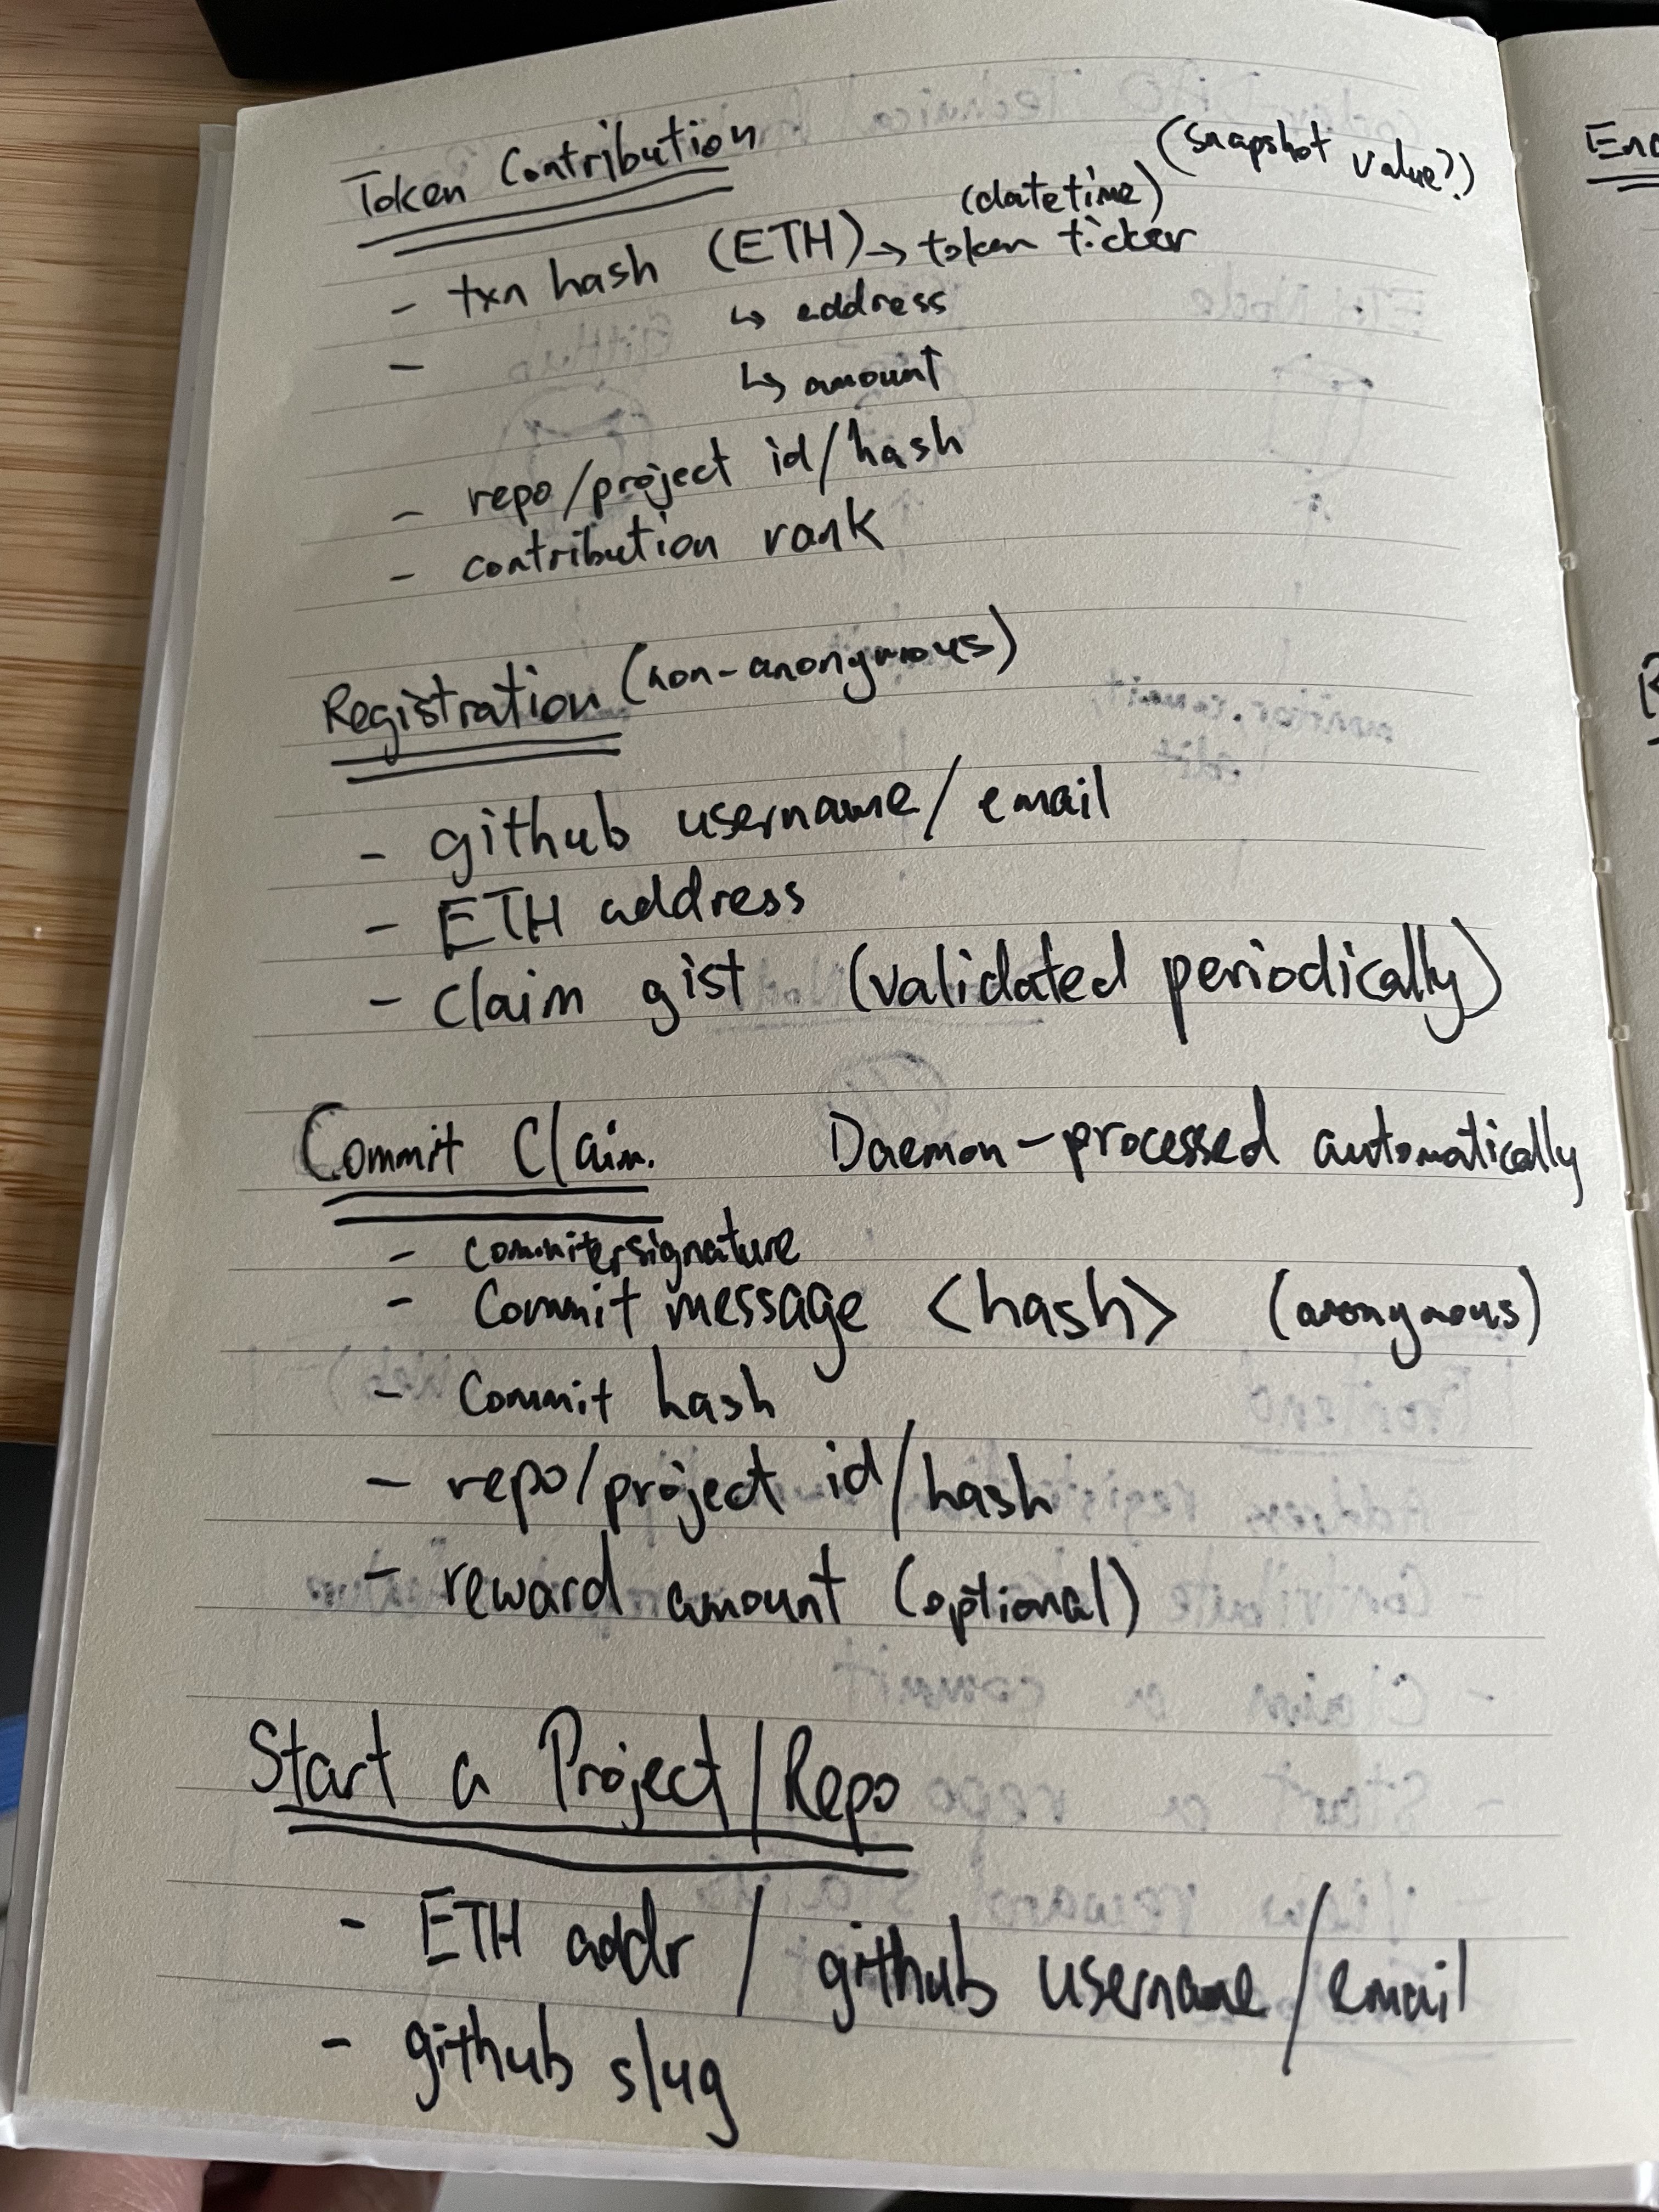 Token Contribution
(snapshot value?)
(datetime)
- txn hash (ETH) → token ticker
- ↳ address
↳ amount
- repo/project id/hash
- contribution rank
Registration (non-anonymous)
- github username/email
- ETH address
- claim gist (validated periodically)
Commit Claim. Daemon-processed automatically
- commitersignature
- Commit message <hash> (anonymous)
- Commit hash
- repo/project id/hash
- reward amount (optional)
Start a Project/Repo
- ETH addr / github username/email
- github slug